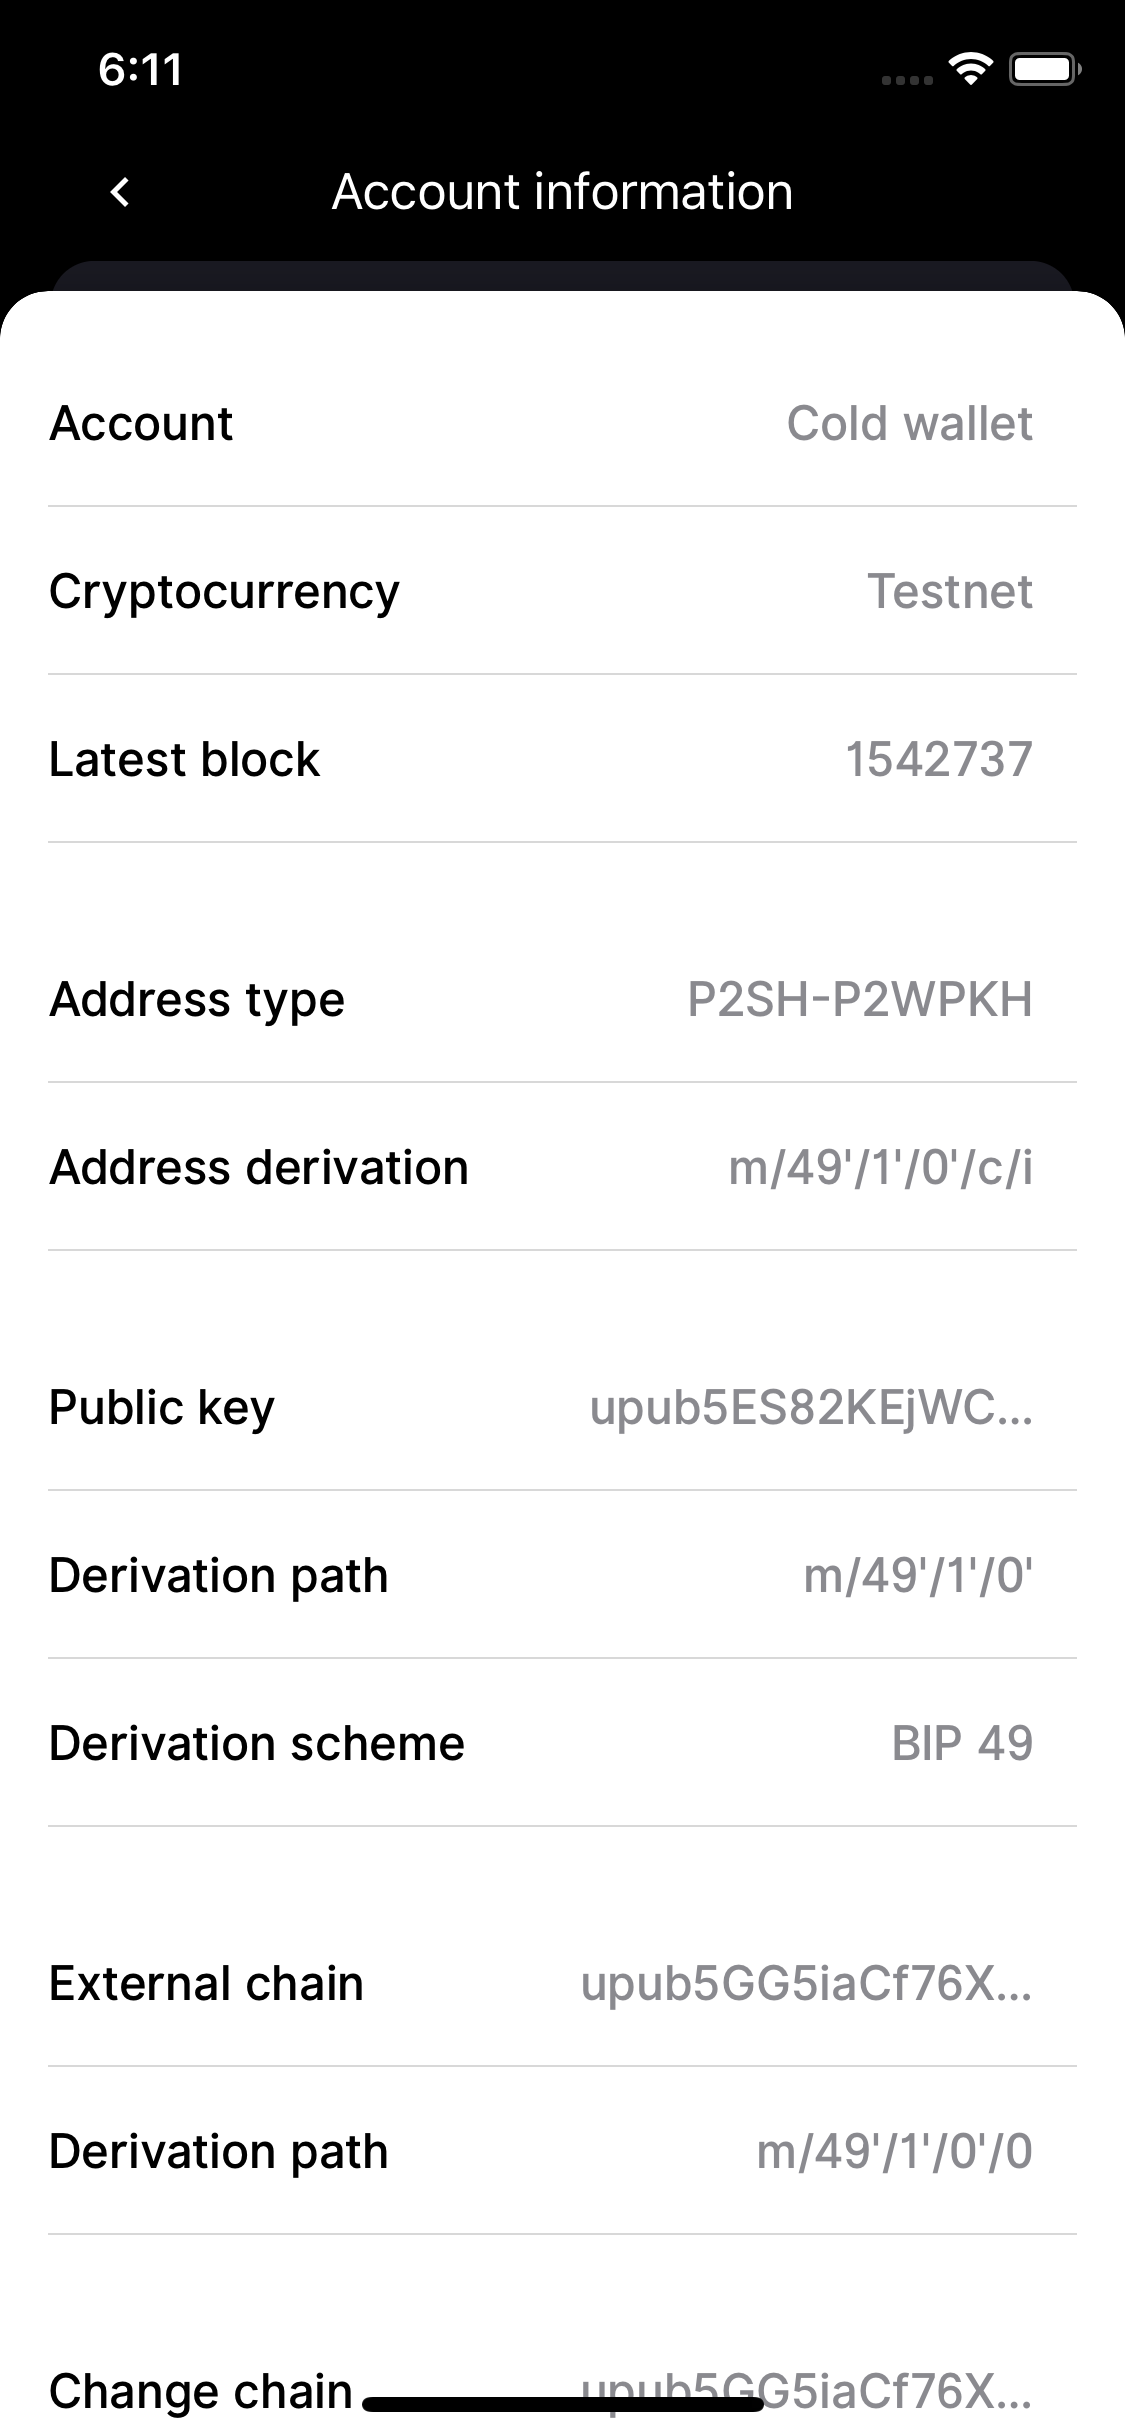 6:11
Account information
Account Cold wallet
Cryptocurrency Testnet
Latest block 1542737
Address type P2SH-P2WPKH
Address derivation m/49'/1'/0'/c/i
Public key upub5ES82KEjWC...
Derivation path m/49'/1'/0'
Derivation scheme BIP 49
External chain upub5GG5iaCf76X...
Derivation path m/49'/1'/0'/0
Change chain upub5GG5iaCf76X...